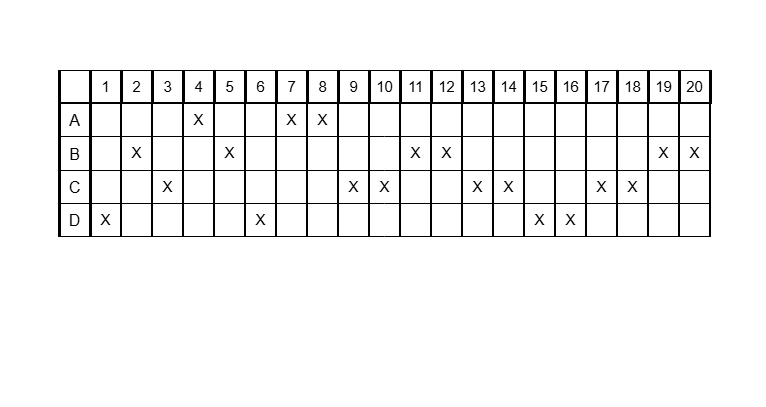 1 2 3 4 5 6 7 8 9 10 11 12 13 14 15 16 17 18 19 20
A X X X
B X X X X X X
C X X X X X X X
D X X X X